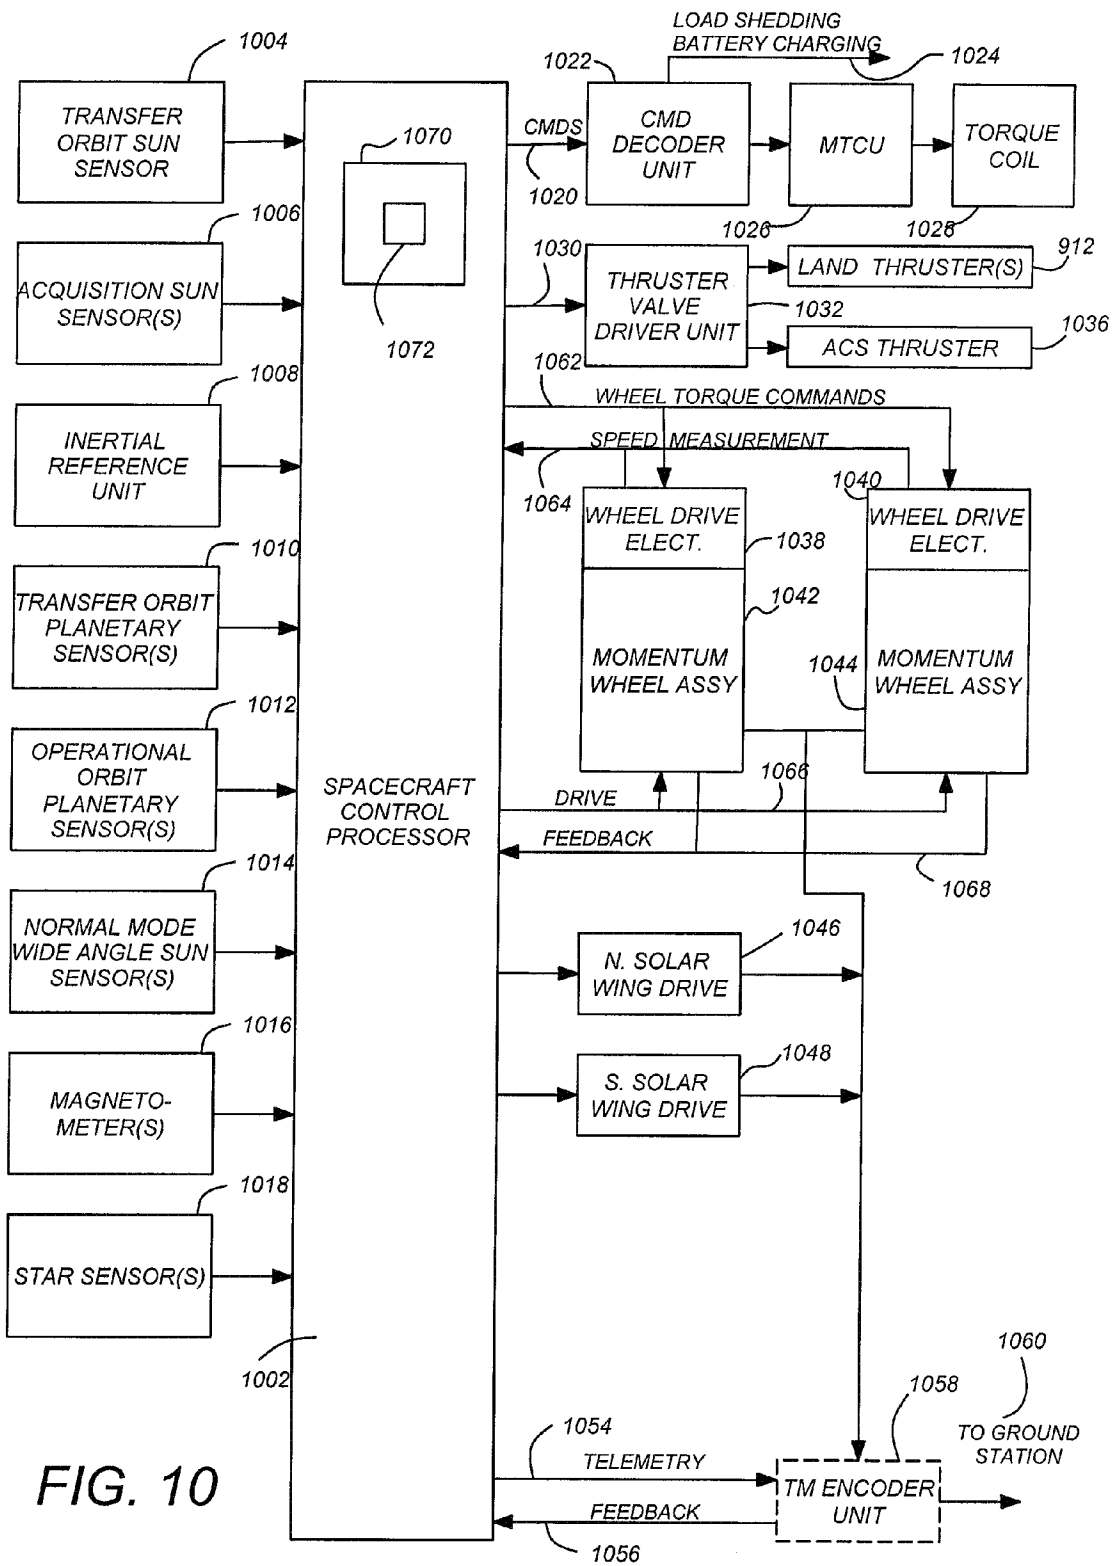 1004
TRANSFER
ORBIT SUN
SENSOR
1006
ACQUISITION SUN
SENSOR(S)
1008
INERTIAL
REFERENCE
UNIT
1010
TRANSFER ORBIT
PLANETARY
SENSOR(S)
1012
OPERATIONAL
ORBIT
PLANETARY
SENSOR(S)
1014
NORMAL MODE
WIDE ANGLE SUN
SENSOR(S)
1016
MAGNETO-
METER(S)
1018
STAR SENSOR(S)
1070
1072
SPACECRAFT
CONTROL
PROCESSOR
1002
LOAD SHEDDING
BATTERY CHARGING
1024
1022
CMDS
1020
CMD
DECODER
UNIT
MTCU
1026
TORQUE
COIL
1028
1030
THRUSTER
VALVE
DRIVER UNIT
1032
LAND THRUSTER(S)
912
ACS THRUSTER
1036
1062
WHEEL TORQUE COMMANDS
SPEED MEASUREMENT
1064
WHEEL DRIVE
ELECT.
1038
1042
MOMENTUM
WHEEL ASSY
1040
WHEEL DRIVE
ELECT.
1044
MOMENTUM
WHEEL ASSY
DRIVE
1066
FEEDBACK
1068
1046
N. SOLAR
WING DRIVE
1048
S. SOLAR
WING DRIVE
1054
TELEMETRY
1058
TM ENCODER
UNIT
1060
TO GROUND
STATION
FEEDBACK
1056
FIG. 10